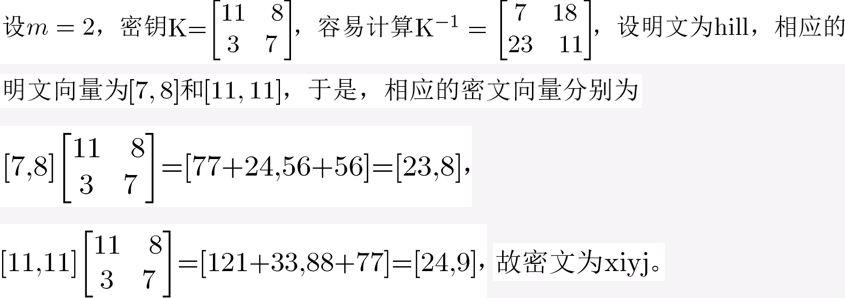 设m = 2，密钥K=[11 8; 3 7]，容易计算K⁻¹ = [7 18; 23 11]，设明文为hill，相应的
明文向量为[7,8]和[11,11]，于是，相应的密文向量分别为
[7,8][11 8; 3 7]=[77+24,56+56]=[23,8]，
[11,11][11 8; 3 7]=[121+33,88+77]=[24,9]，故密文为xiyj。